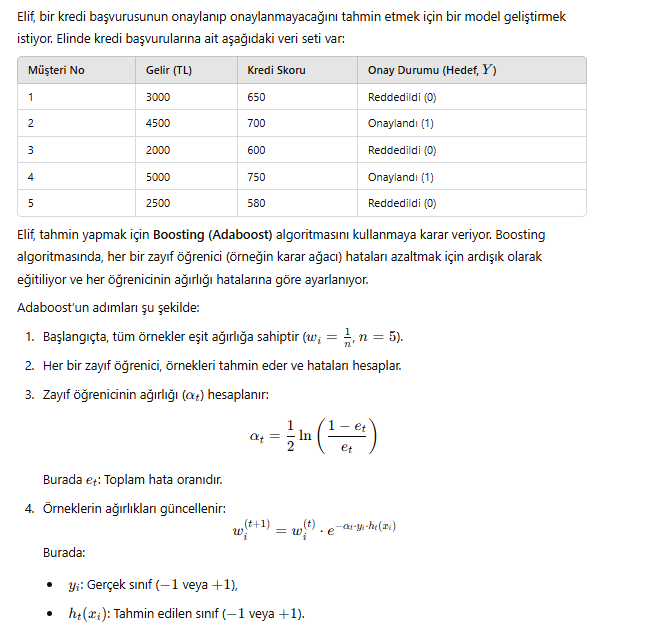 Elif, bir kredi başvurusunun onaylanıp onaylanmayacağını tahmin etmek için bir model geliştirmek
istiyor. Elinde kredi başvurularına ait aşağıdaki veri seti var:
Müşteri No Gelir (TL) Kredi Skoru Onay Durumu (Hedef, Y)
1 3000 650 Reddedildi (0)
2 4500 700 Onaylandı (1)
3 2000 600 Reddedildi (0)
4 5000 750 Onaylandı (1)
5 2500 580 Reddedildi (0)
Elif, tahmin yapmak için Boosting (Adaboost) algoritmasını kullanmaya karar veriyor. Boosting
algoritmasında, her bir zayıf öğrenici (örneğin karar ağacı) hataları azaltmak için ardışık olarak
eğitiliyor ve her öğrenicinin ağırlığı hatalarına göre ayarlanıyor.
Adaboost'un adımları şu şekilde:
1. Başlangıçta, tüm örnekler eşit ağırlığa sahiptir (w_i = 1/n, n = 5).
2. Her bir zayıf öğrenici, örnekleri tahmin eder ve hataları hesaplar.
3. Zayıf öğrenicinin ağırlığı (α_t) hesaplanır:
α_t = 1/2 ln ((1 − e_t)/e_t)
Burada e_t: Toplam hata oranıdır.
4. Örneklerin ağırlıkları güncellenir:
w_i^(t+1) = w_i^(t) · e^(−α_t·y_i·h_t(x_i))
Burada:
• y_i: Gerçek sınıf (−1 veya +1),
• h_t(x_i): Tahmin edilen sınıf (−1 veya +1).